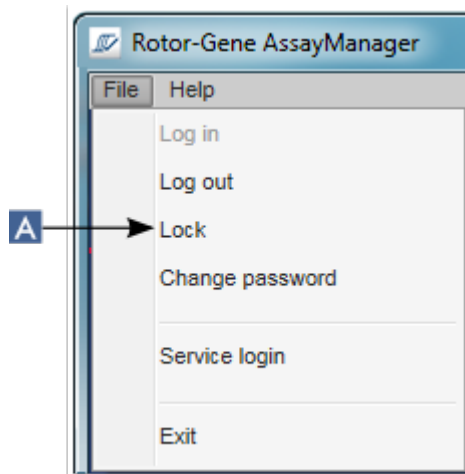 Rotor-Gene AssayManager
File Help
Log in
Log out
A Lock
Change password
Service login
Exit